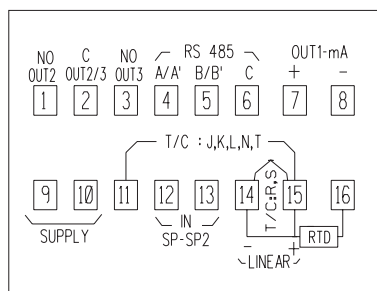 NO C NO RS 485 OUT1-mA
OUT2 OUT2/3 OUT3 A/A' B/B' C + -
1 2 3 4 5 6 7 8
T/C : J,K,L,N,T
T/C:R,S
9 10 11 12 13 14 15 16
SUPPLY IN - + RTD
SP-SP2 LINEAR